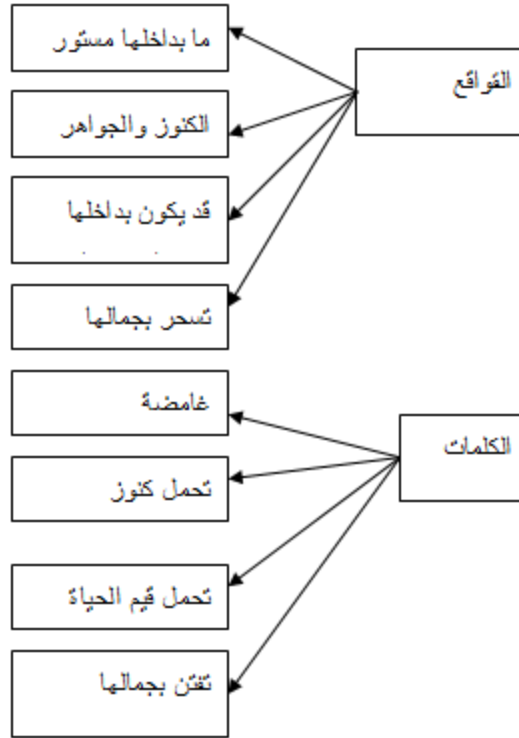 القواقع
ما بداخلها مستور
الكنوز والجواهر
قد يكون بداخلها
تسحر بجمالها
الكلمات
غامضة
تحمل كنوز
تحمل قيم الحياة
تفتن بجمالها